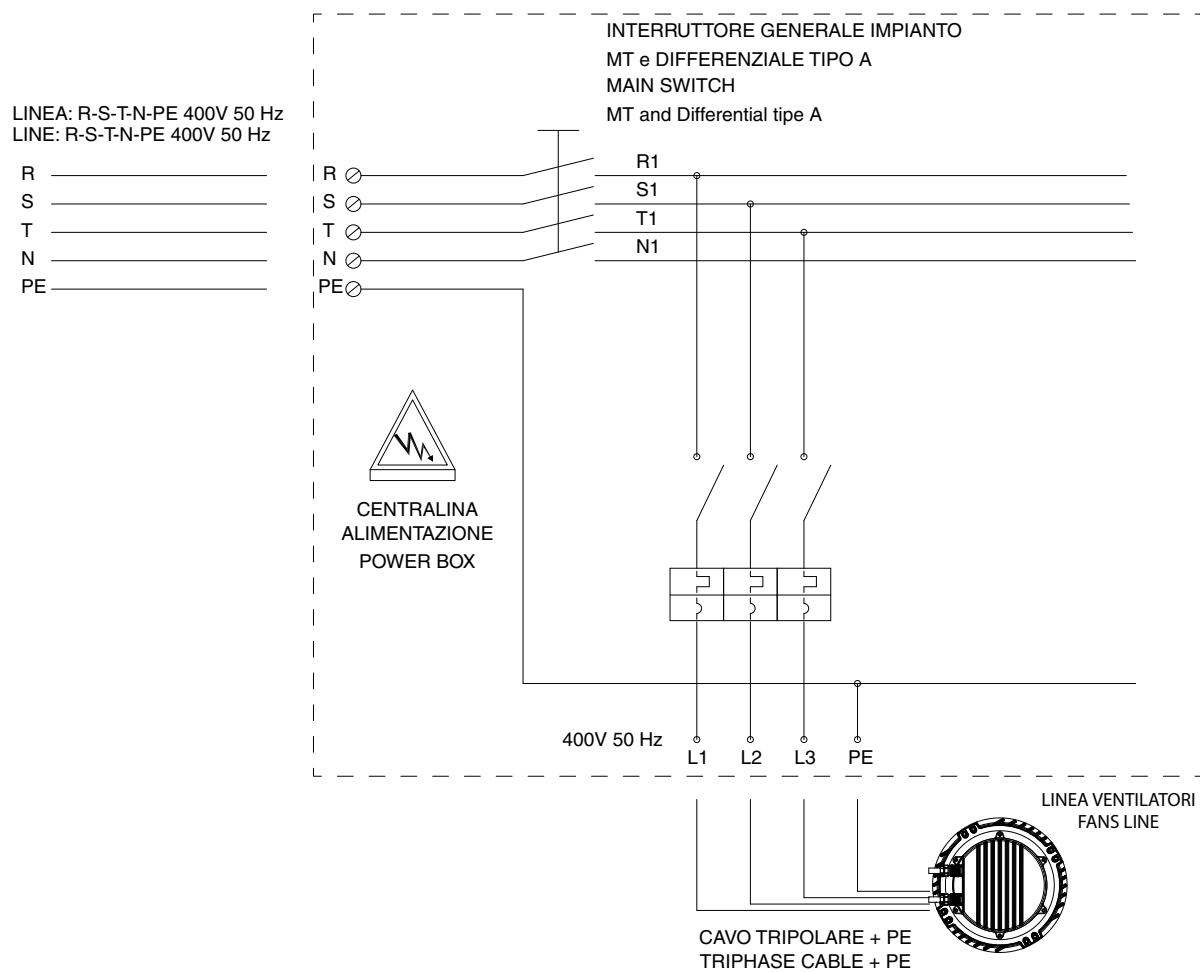 INTERRUTTORE GENERALE IMPIANTO
MT e DIFFERENZIALE TIPO A
MAIN SWITCH
MT and Differential tipe A
LINEA: R-S-T-N-PE 400V 50 Hz
LINE: R-S-T-N-PE 400V 50 Hz
R R R1
S S S1
T T T1
N N N1
PE PE
CENTRALINA
ALIMENTAZIONE
POWER BOX
400V 50 Hz L1 L2 L3 PE
LINEA VENTILATORI
FANS LINE
CAVO TRIPOLARE + PE
TRIPHASE CABLE + PE